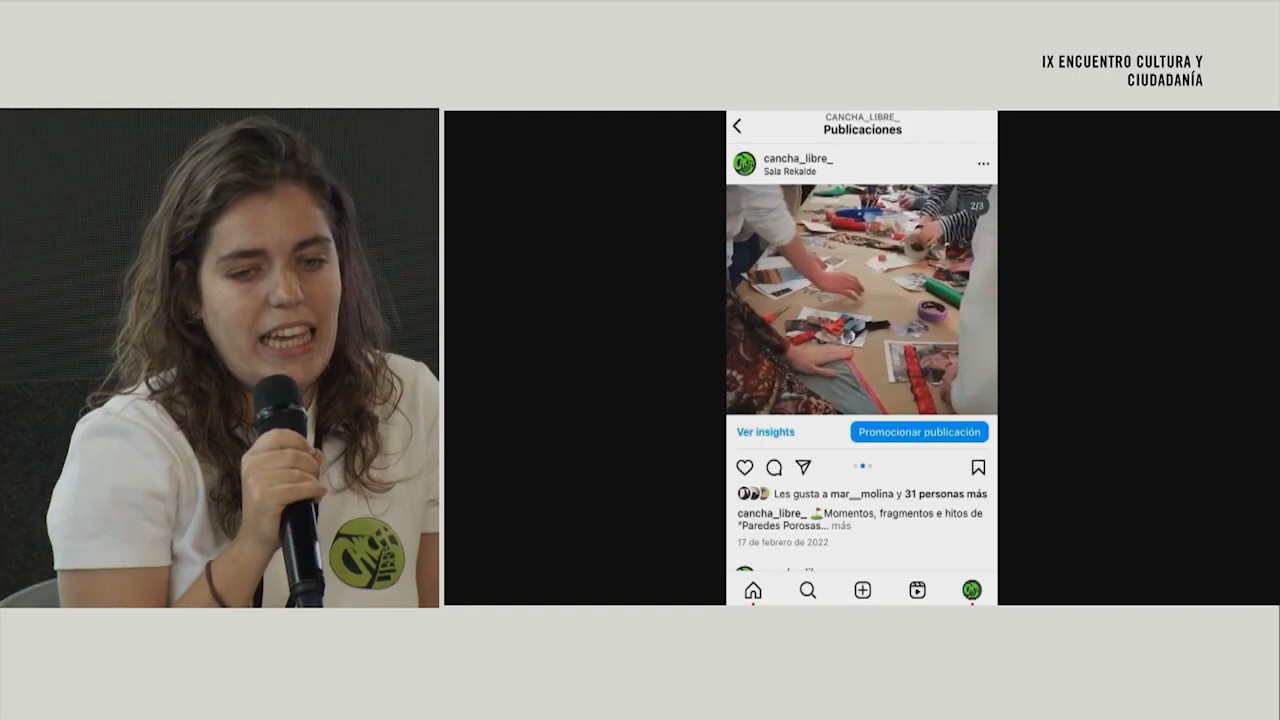 IX ENCUENTRO CULTURA Y
CIUDADANÍA
CANCHA_LIBRE_
Publicaciones
cancha_libre_
Sala Rekalde
2/3
Ver insights
Promocionar publicación
Les gusta a mar__molina y 31 personas más
cancha_libre_ ⛳Momentos, fragmentos e hitos de
"Paredes Porosas... más
17 de febrero de 2022